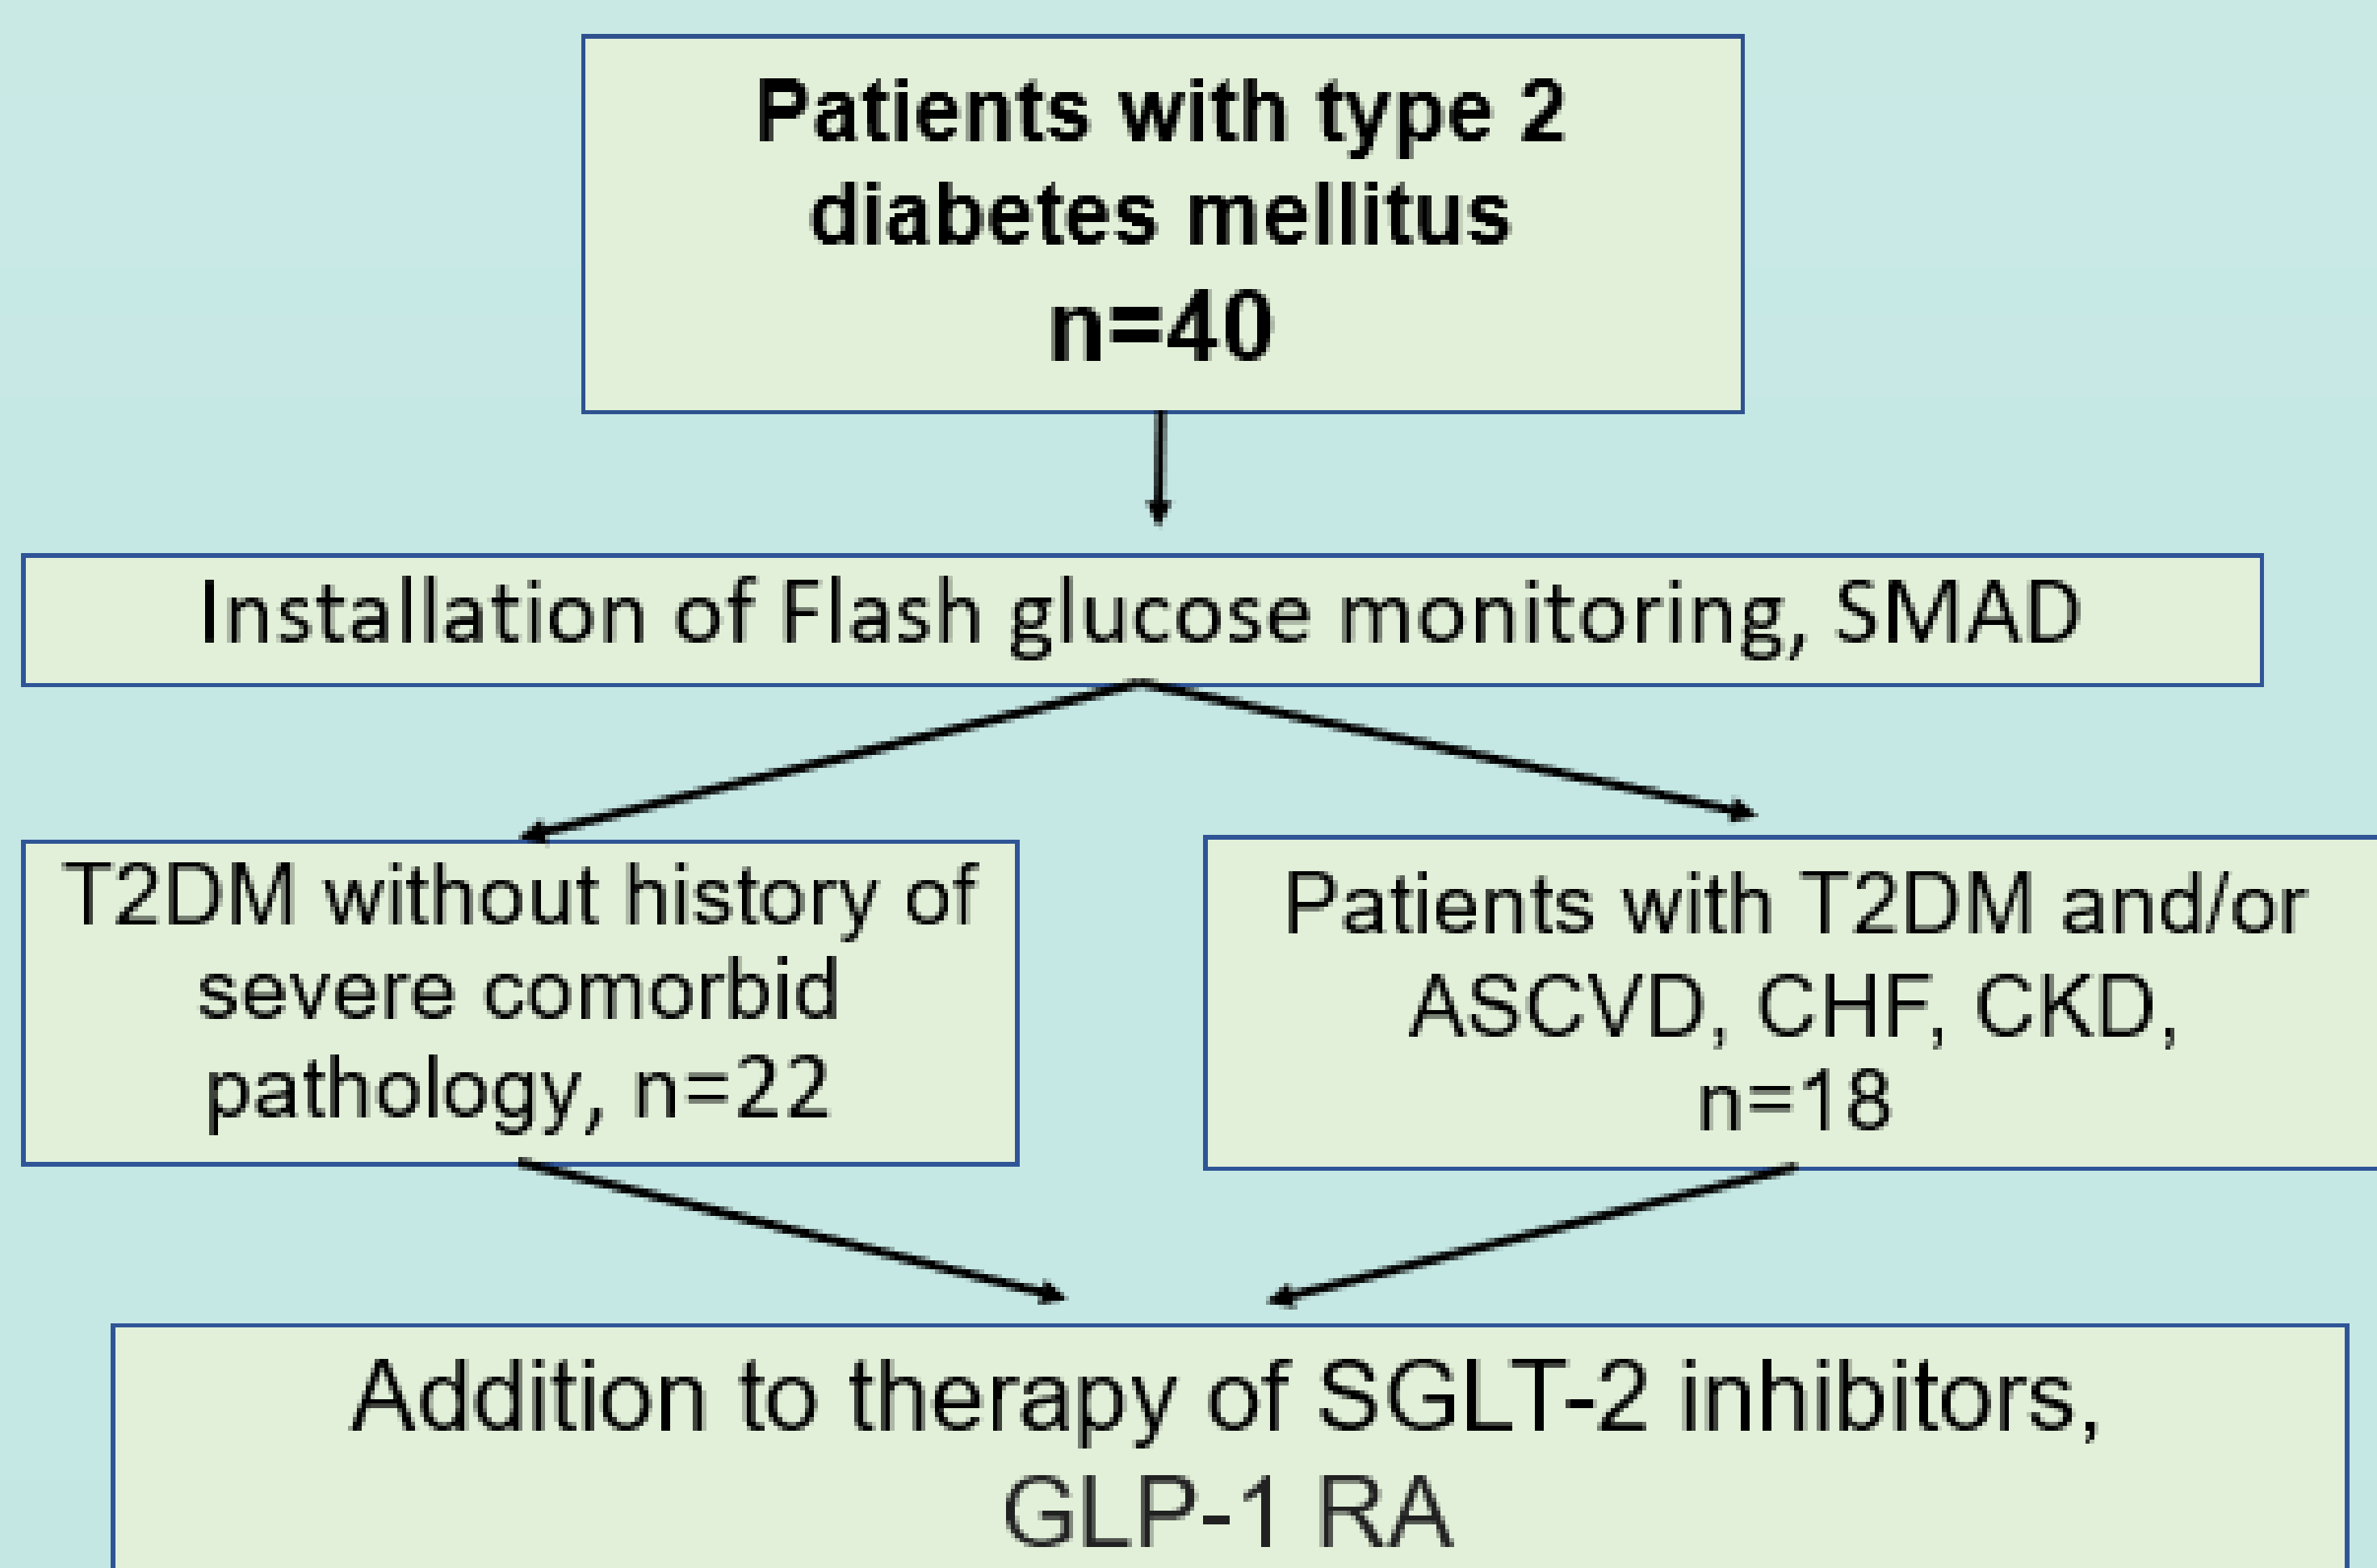 Patients with type 2
diabetes mellitus
n=40
Installation of Flash glucose monitoring, SMAD
T2DM without history of
severe comorbid
pathology, n=22
Patients with T2DM and/or
ASCVD, CHF, CKD,
n=18
Addition to therapy of SGLT-2 inhibitors,
GLP-1 RA